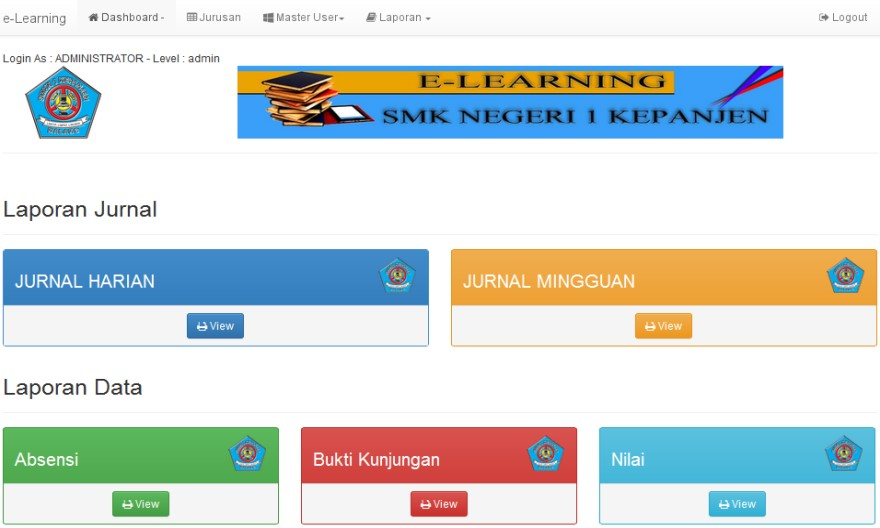 e-Learning Dashboard - Jurusan Master User Laporan Logout
Login As : ADMINISTRATOR - Level : admin
E-LEARNING
SMK NEGERI 1 KEPANJEN
Laporan Jurnal
JURNAL HARIAN JURNAL MINGGUAN
View View
Laporan Data
Absensi Bukti Kunjungan Nilai
View View View